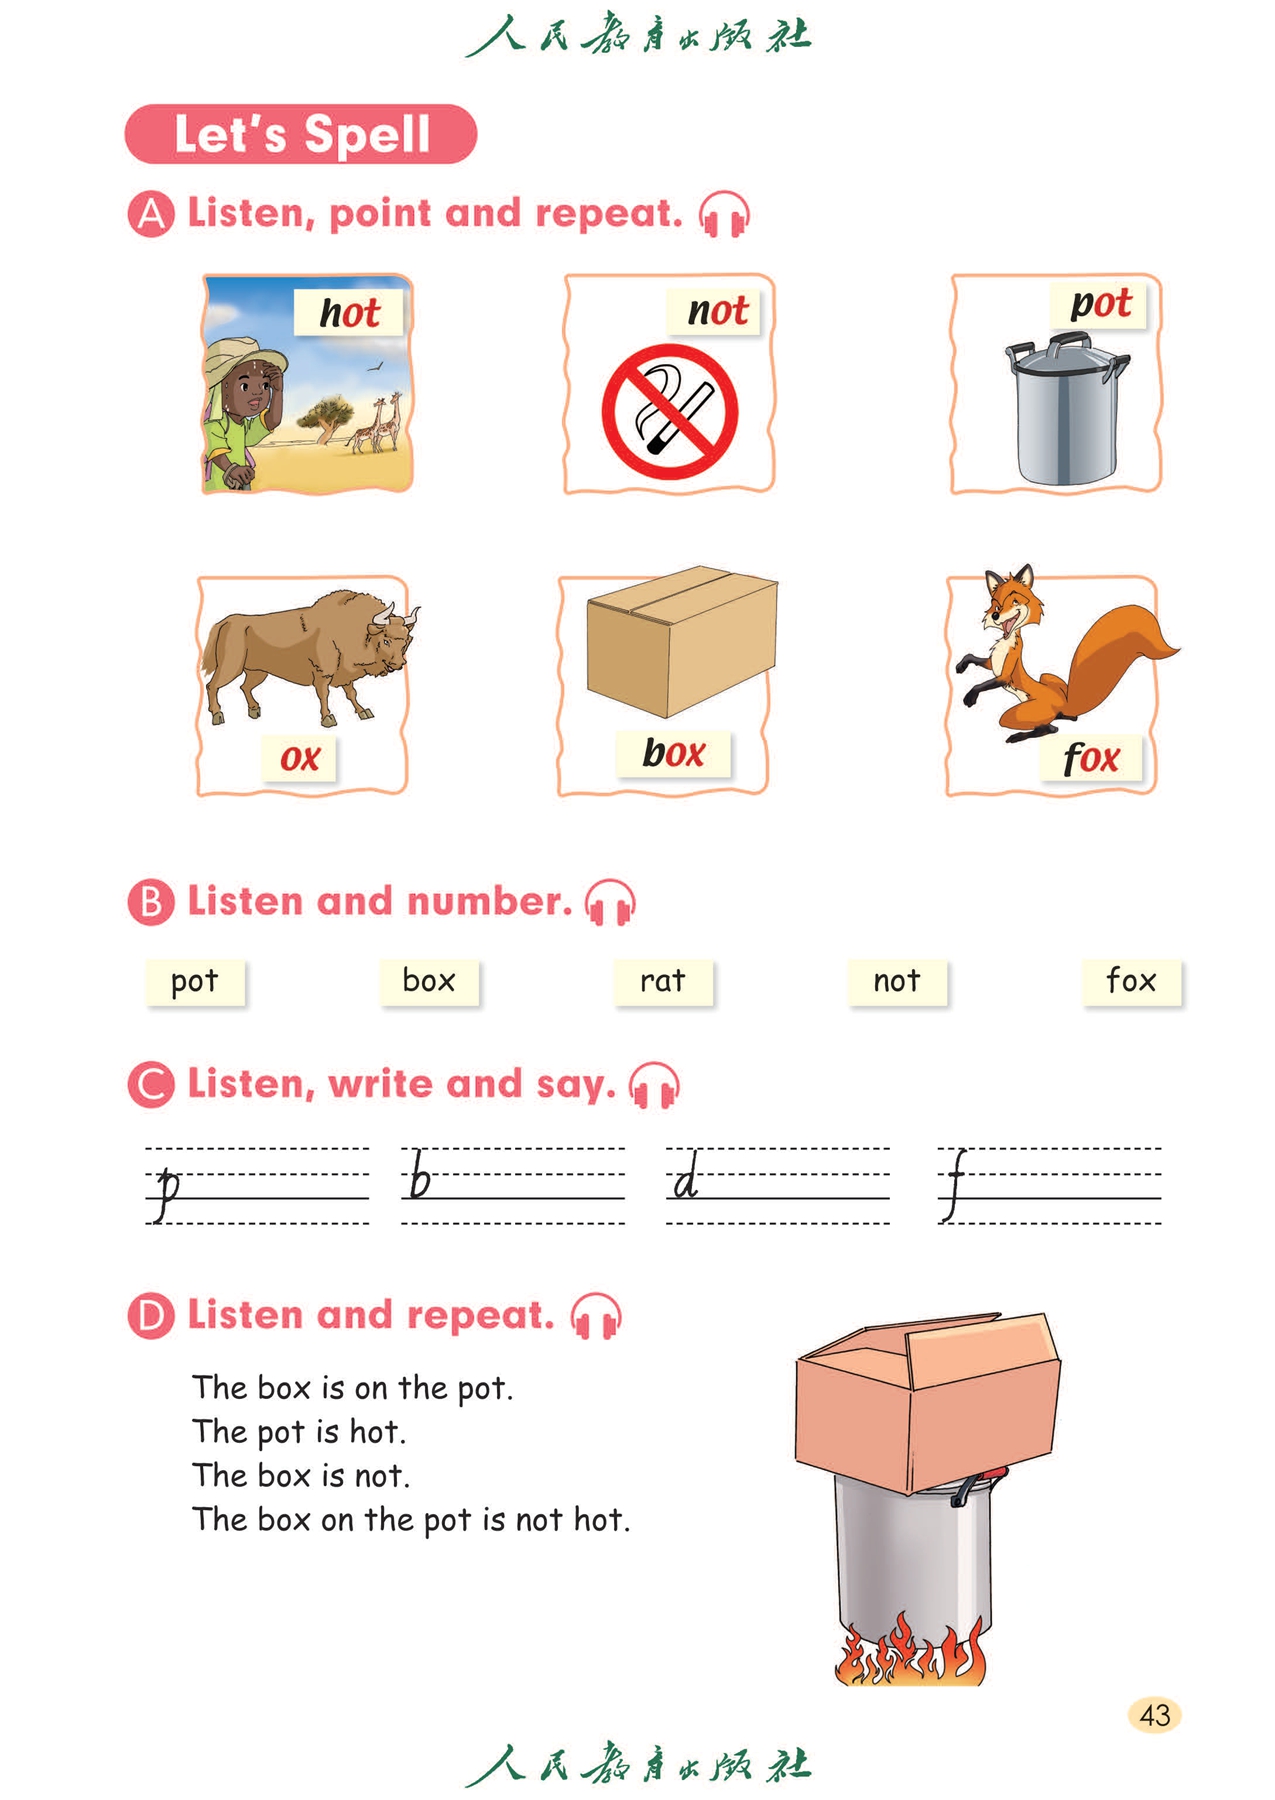 人民教育出版社
Let's Spell
A Listen, point and repeat.
hot
not
pot
ox
box
fox
B Listen and number.
pot
box
rat
not
fox
C Listen, write and say.
p
b
d
f
D Listen and repeat.
The box is on the pot.
The pot is hot.
The box is not.
The box on the pot is not hot.
43
人民教育出版社